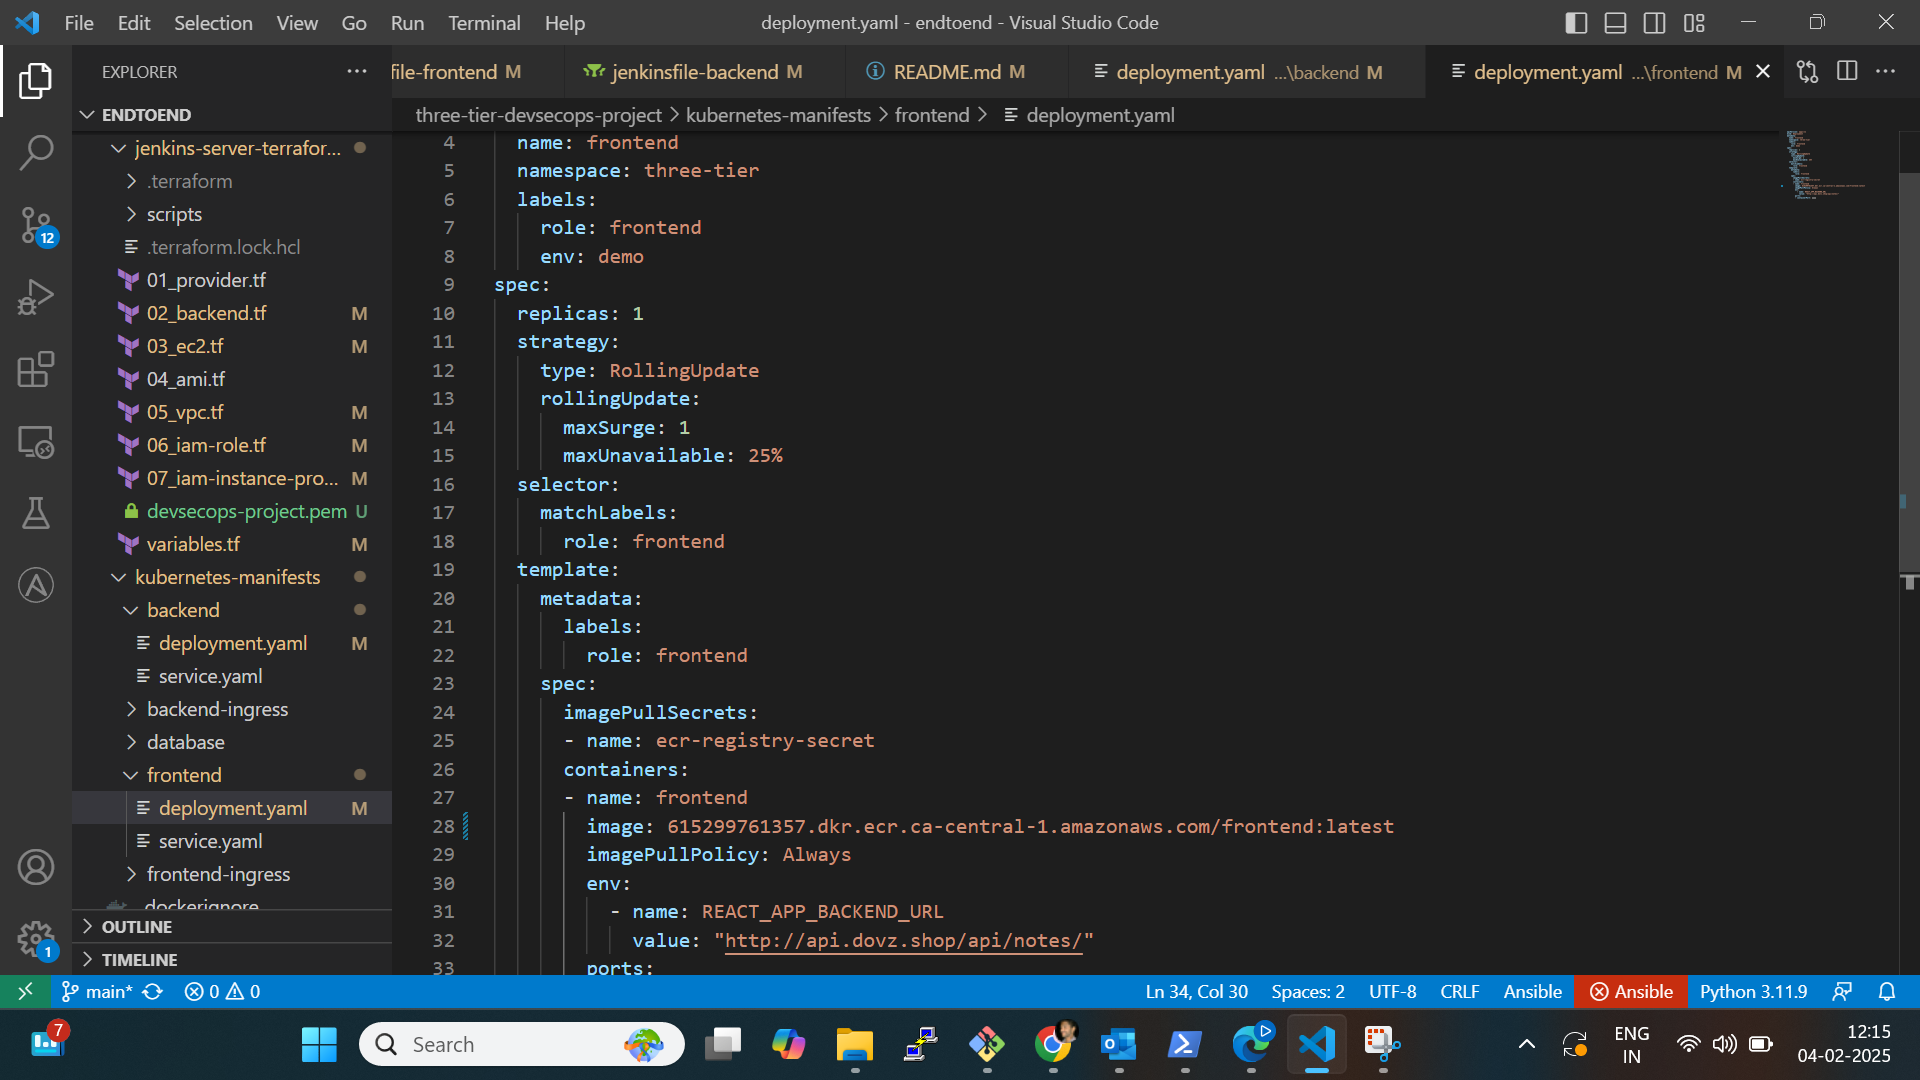 File Edit Selection View Go Run Terminal Help
deployment.yaml - endtoend - Visual Studio Code
EXPLORER
file-frontend M
jenkinsfile-backend M
README.md M
deployment.yaml ...\backend M
deployment.yaml ...\frontend M
ENDTOEND
three-tier-devsecops-project > kubernetes-manifests > frontend > deployment.yaml
jenkins-server-terrafor...
.terraform
scripts
.terraform.lock.hcl
01_provider.tf
02_backend.tf M
03_ec2.tf M
04_ami.tf
05_vpc.tf M
06_iam-role.tf M
07_iam-instance-pro... M
devsecops-project.pem U
variables.tf M
kubernetes-manifests
backend
deployment.yaml M
service.yaml
backend-ingress
database
frontend
deployment.yaml M
service.yaml
frontend-ingress
.dockerignore
OUTLINE
TIMELINE
12
1
4 name: frontend
5 namespace: three-tier
6 labels:
7 role: frontend
8 env: demo
9 spec:
10 replicas: 1
11 strategy:
12 type: RollingUpdate
13 rollingUpdate:
14 maxSurge: 1
15 maxUnavailable: 25%
16 selector:
17 matchLabels:
18 role: frontend
19 template:
20 metadata:
21 labels:
22 role: frontend
23 spec:
24 imagePullSecrets:
25 - name: ecr-registry-secret
26 containers:
27 - name: frontend
28 image: 615299761357.dkr.ecr.ca-central-1.amazonaws.com/frontend:latest
29 imagePullPolicy: Always
30 env:
31 - name: REACT_APP_BACKEND_URL
32 value: "http://api.dovz.shop/api/notes/"
33 ports:
main* 0 0
Ln 34, Col 30 Spaces: 2 UTF-8 CRLF Ansible Ansible Python 3.11.9
7
Search
ENG
IN
12:15
04-02-2025